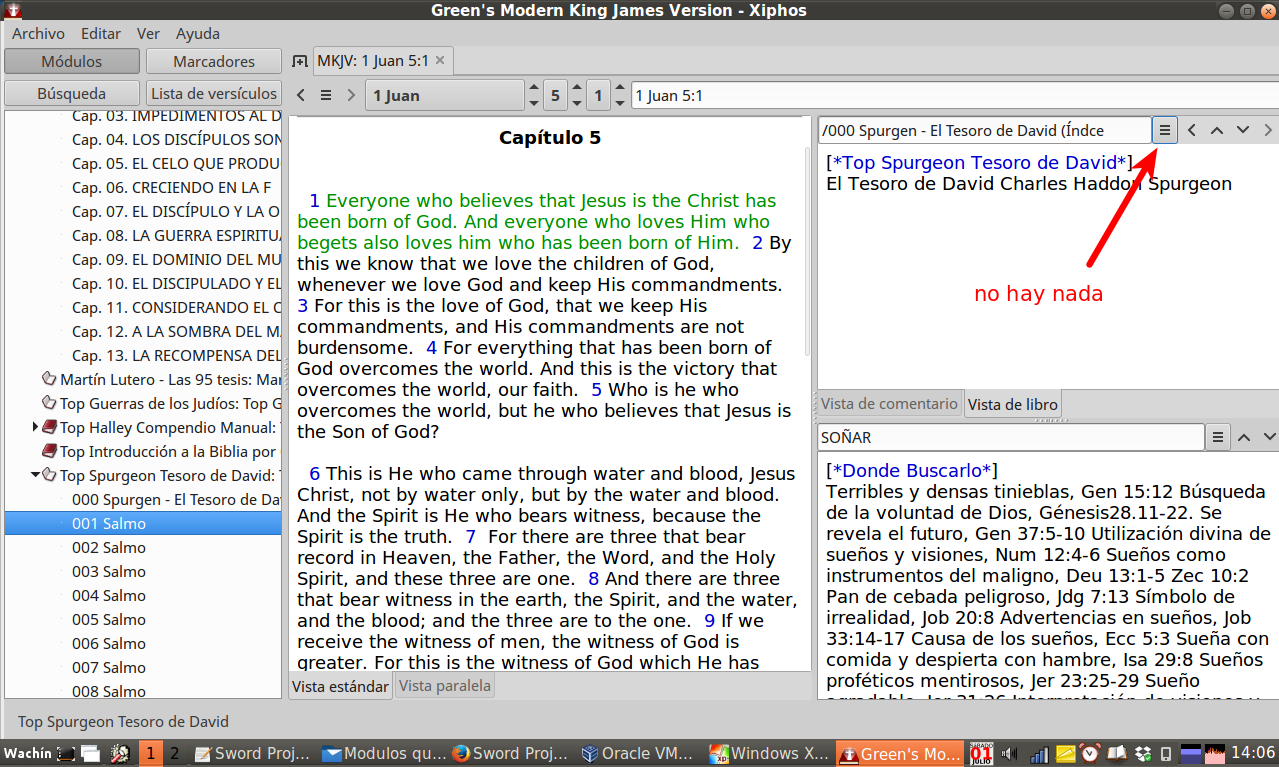 Green's Modern King James Version - Xiphos
Archivo Editar Ver Ayuda
Módulos Marcadores
Búsqueda Lista de versículos
Cap. 03. IMPEDIMENTOS AL D
Cap. 04. LOS DISCÍPULOS SON
Cap. 05. EL CELO QUE PRODU
Cap. 06. CRECIENDO EN LA F
Cap. 07. EL DISCÍPULO Y LA O
Cap. 08. LA GUERRA ESPIRITUA
Cap. 09. EL DOMINIO DEL MU
Cap. 10. EL DISCIPULADO Y EL
Cap. 11. CONSIDERANDO EL C
Cap. 12. A LA SOMBRA DEL MA
Cap. 13. LA RECOMPENSA DEL
Martín Lutero - Las 95 tesis: Mar
Top Guerras de los Judíos: Top G
Top Halley Compendio Manual: T
Top Introducción a la Biblia por
Top Spurgeon Tesoro de David: T
000 Spurgen - El Tesoro de Dav
001 Salmo
002 Salmo
003 Salmo
004 Salmo
005 Salmo
006 Salmo
007 Salmo
008 Salmo
MKJV: 1 Juan 5:1
1 Juan 5 1 1 Juan 5:1
Capítulo 5
1 Everyone who believes that Jesus is the Christ has
been born of God. And everyone who loves Him who
begets also loves him who has been born of Him. 2 By
this we know that we love the children of God,
whenever we love God and keep His commandments.
3 For this is the love of God, that we keep His
commandments, and His commandments are not
burdensome. 4 For everything that has been born of
God overcomes the world. And this is the victory that
overcomes the world, our faith. 5 Who is he who
overcomes the world, but he who believes that Jesus is
the Son of God?
6 This is He who came through water and blood, Jesus
Christ, not by water only, but by the water and blood.
And the Spirit is He who bears witness, because the
Spirit is the truth. 7 For there are three that bear
record in Heaven, the Father, the Word, and the Holy
Spirit, and these three are one. 8 And there are three
that bear witness in the earth, the Spirit, and the water,
and the blood; and the three are to the one. 9 If we
receive the witness of men, the witness of God is
greater. For this is the witness of God which He has
Vista estándar Vista paralela
/000 Spurgen - El Tesoro de David (Índce
[*Top Spurgeon Tesoro de David*]
El Tesoro de David Charles Haddon Spurgeon
no hay nada
Vista de comentario Vista de libro
SOÑAR
[*Donde Buscarlo*]
Terribles y densas tinieblas, Gen 15:12 Búsqueda
de la voluntad de Dios, Génesis28.11-22. Se
revela el futuro, Gen 37:5-10 Utilización divina de
sueños y visiones, Num 12:4-6 Sueños como
instrumentos del maligno, Deu 13:1-5 Zec 10:2
Pan de cebada peligroso, Jdg 7:13 Símbolo de
irrealidad, Job 20:8 Advertencias en sueños, Job
33:14-17 Causa de los sueños, Ecc 5:3 Sueña con
comida y despierta con hambre, Isa 29:8 Sueños
proféticos mentirosos, Jer 23:25-29 Sueño
agradable, Jer 31:26 Interpretación de visiones y
Top Spurgeon Tesoro de David
Wachín 1 2 Sword Proj... Modulos qu... Sword Proj... Oracle VM... Windows X... Green's Mo... SÁBADO 01 JULIO 14:06